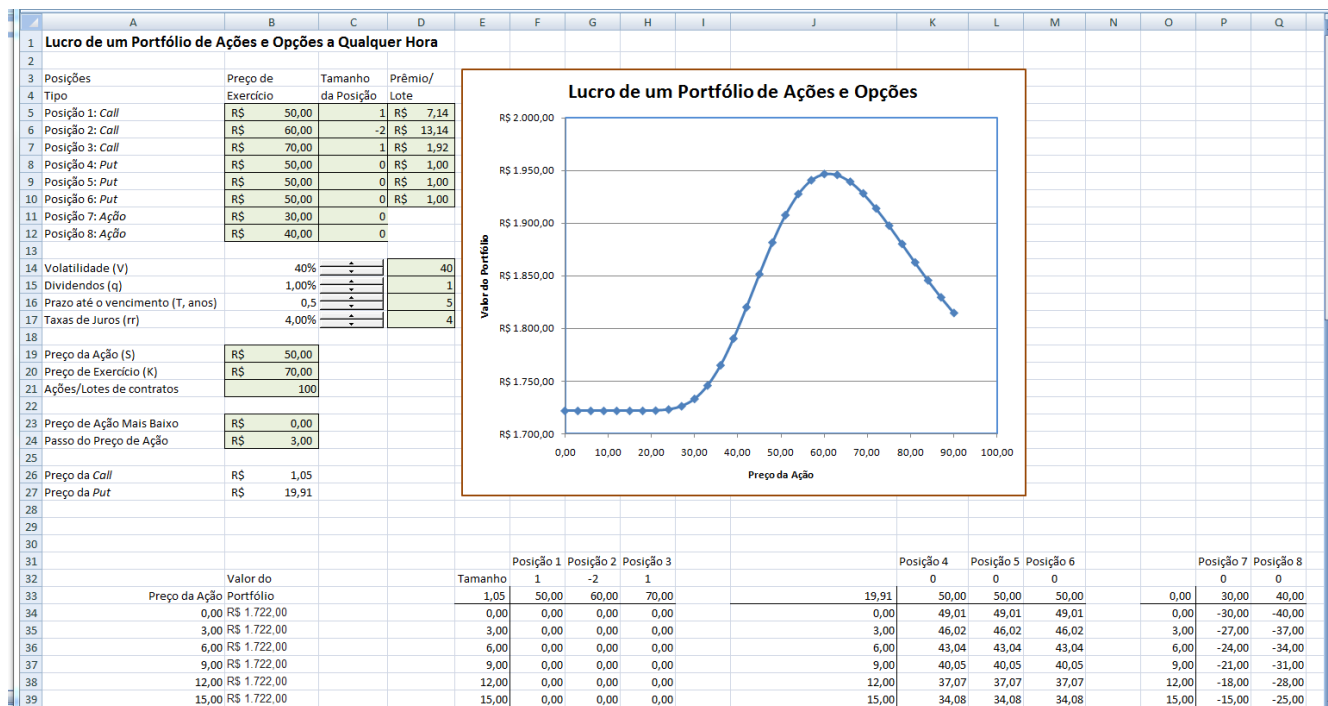 A B C D E F G H I J K L M N O P Q
1 Lucro de um Portfólio de Ações e Opções a Qualquer Hora
2
3 Posições Preço de Tamanho Prêmio/
4 Tipo Exercício da Posição Lote
5 Posição 1: Call R$ 50,00 1 R$ 7,14
6 Posição 2: Call R$ 60,00 -2 R$ 13,14
7 Posição 3: Call R$ 70,00 1 R$ 1,92
8 Posição 4: Put R$ 50,00 0 R$ 1,00
9 Posição 5: Put R$ 50,00 0 R$ 1,00
10 Posição 6: Put R$ 50,00 0 R$ 1,00
11 Posição 7: Ação R$ 30,00 0
12 Posição 8: Ação R$ 40,00 0
13
14 Volatilidade (V) 40% 40
15 Dividendos (q) 1,00% 1
16 Prazo até o vencimento (T, anos) 0,5 5
17 Taxas de Juros (rr) 4,00% 4
18
19 Preço da Ação (S) R$ 50,00
20 Preço de Exercício (K) R$ 70,00
21 Ações/Lotes de contratos 100
22
23 Preço de Ação Mais Baixo R$ 0,00
24 Passo do Preço de Ação R$ 3,00
25
26 Preço da Call R$ 1,05
27 Preço da Put R$ 19,91
Lucro de um Portfólio de Ações e Opções
R$ 2.000,00
R$ 1.950,00
R$ 1.900,00
R$ 1.850,00
R$ 1.800,00
R$ 1.750,00
R$ 1.700,00
Valor do Portfólio
0,00 10,00 20,00 30,00 40,00 50,00 60,00 70,00 80,00 90,00 100,00
Preço da Ação
28
29
30
31 Posição 1 Posição 2 Posição 3 Posição 4 Posição 5 Posição 6 Posição 7 Posição 8
32 Valor do Tamanho 1 -2 1 0 0 0 0 0
33 Preço da Ação Portfólio 1,05 50,00 60,00 70,00 19,91 50,00 50,00 50,00 0,00 30,00 40,00
34 0,00 R$ 1.722,00 0,00 0,00 0,00 0,00 0,00 49,01 49,01 49,01 0,00 -30,00 -40,00
35 3,00 R$ 1.722,00 3,00 0,00 0,00 0,00 3,00 46,02 46,02 46,02 3,00 -27,00 -37,00
36 6,00 R$ 1.722,00 6,00 0,00 0,00 0,00 6,00 43,04 43,04 43,04 6,00 -24,00 -34,00
37 9,00 R$ 1.722,00 9,00 0,00 0,00 0,00 9,00 40,05 40,05 40,05 9,00 -21,00 -31,00
38 12,00 R$ 1.722,00 12,00 0,00 0,00 0,00 12,00 37,07 37,07 37,07 12,00 -18,00 -28,00
39 15,00 R$ 1.722,00 15,00 0,00 0,00 0,00 15,00 34,08 34,08 34,08 15,00 -15,00 -25,00